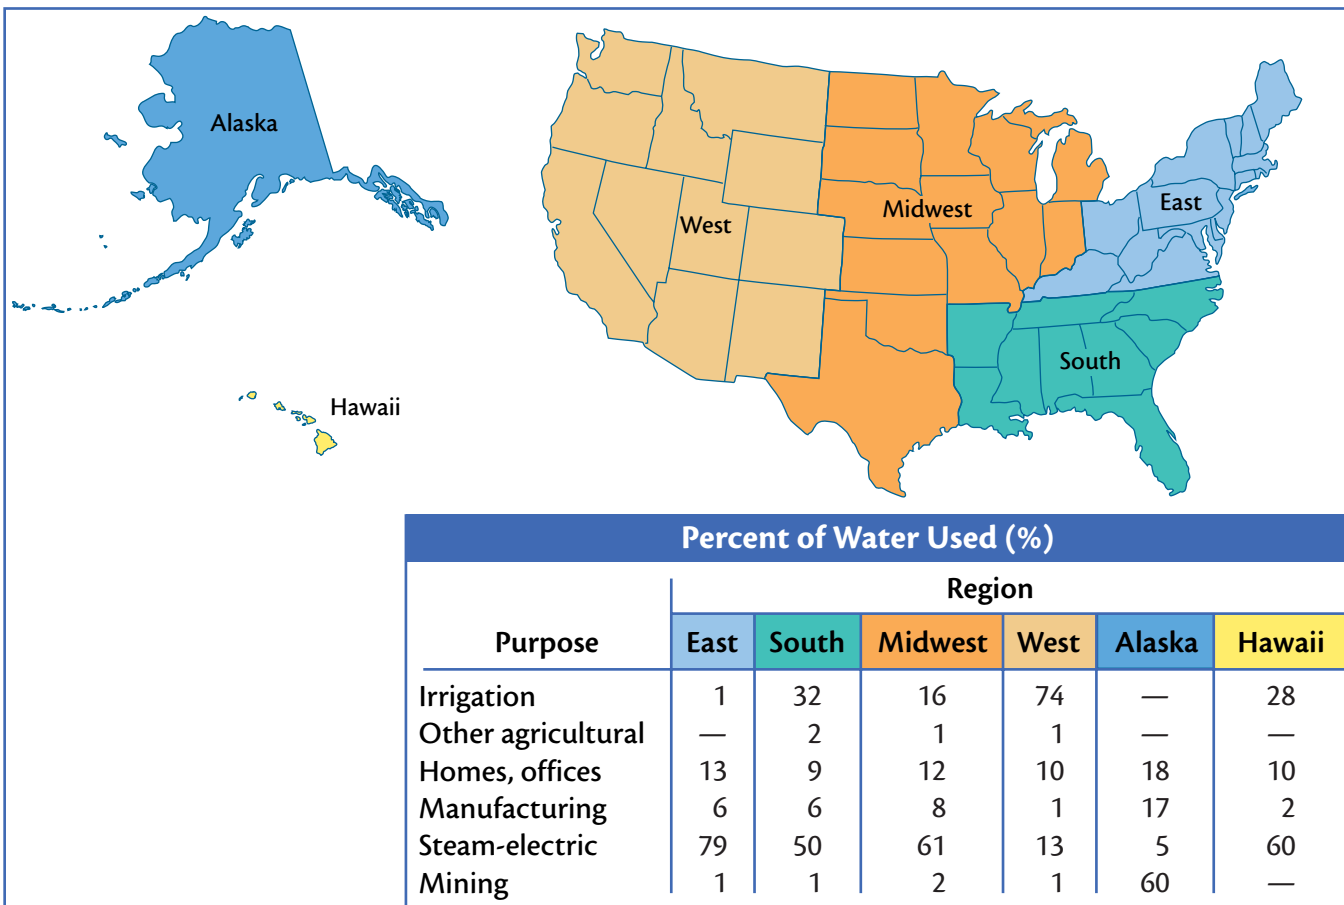 Alaska
West
Midwest
East
South
Hawaii
Percent of Water Used (%)
Region
Purpose East South Midwest West Alaska Hawaii
Irrigation 1 32 16 74 — 28
Other agricultural — 2 1 1 — —
Homes, offices 13 9 12 10 18 10
Manufacturing 6 6 8 1 17 2
Steam-electric 79 50 61 13 5 60
Mining 1 1 2 1 60 —